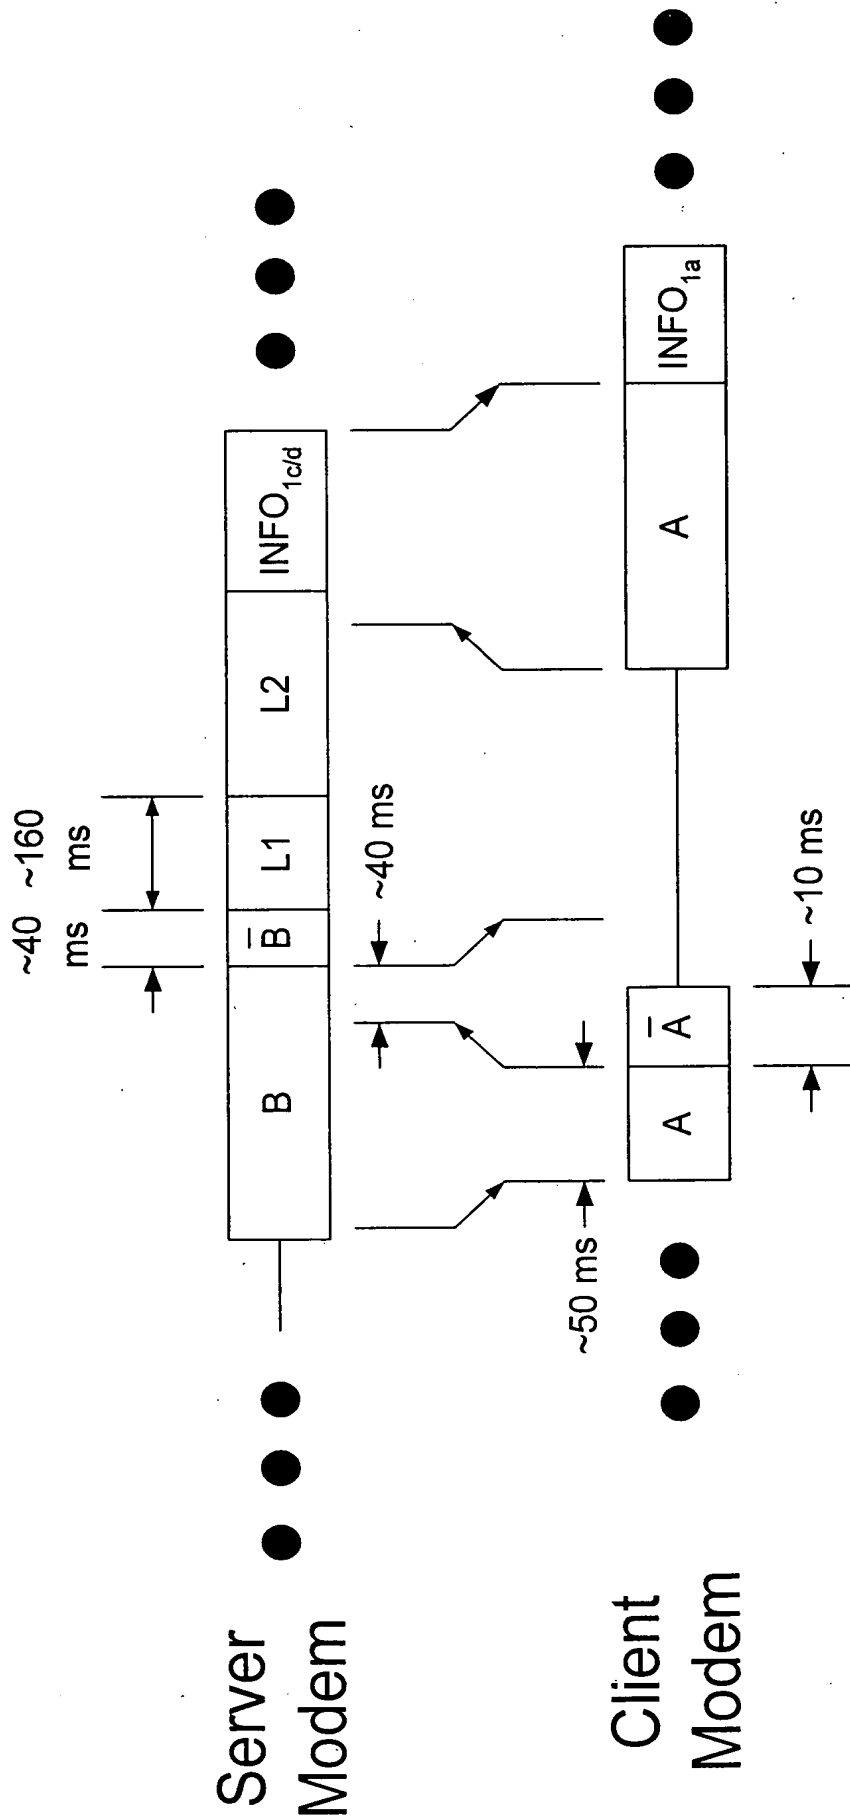 Server
Modem
~40 ~160
ms ms
B
B̅
L1
L2
INFO1c/d
~40 ms
~50 ms
Client
Modem
A
A̅
A
INFO1a
~10 ms